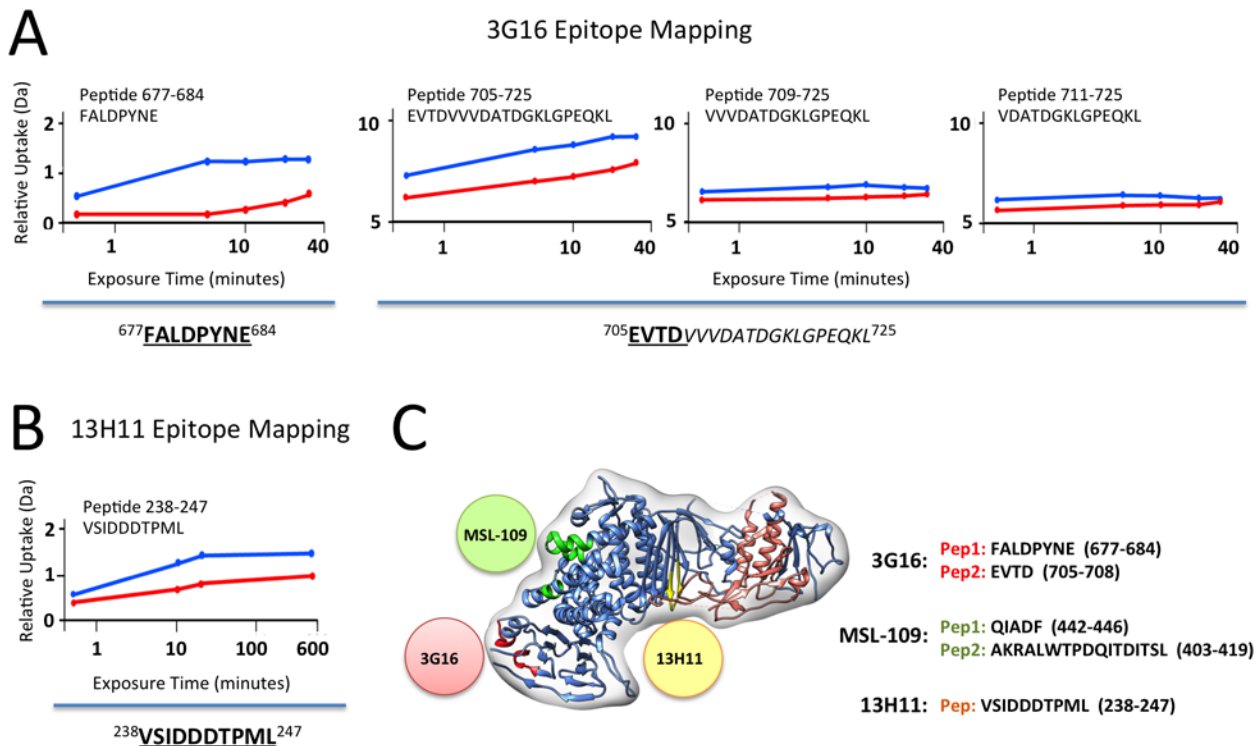 A
3G16 Epitope Mapping
Relative Uptake (Da)
Peptide 677-684
FALDPYNE
2
1
0
1
10
40
Exposure Time (minutes)
⁶⁷⁷FALDPYNE⁶⁸⁴
Peptide 705-725
EVTDVVVDATDGKLGPEQKL
10
5
1
10
40
Peptide 709-725
VVVDATDGKLGPEQKL
10
5
1
10
40
Exposure Time (minutes)
Peptide 711-725
VDATDGKLGPEQKL
10
5
1
10
40
⁷⁰⁵EVTDVVVDATDGKLGPEQKL⁷²⁵
B
13H11 Epitope Mapping
Relative Uptake (Da)
Peptide 238-247
VSIDDDTPML
2
1
0
1
10
100
600
Exposure Time (minutes)
²³⁸VSIDDDTPML²⁴⁷
C
MSL-109
3G16
13H11
3G16: Pep1: FALDPYNE (677-684)
Pep2: EVTD (705-708)
MSL-109: Pep1: QIADF (442-446)
Pep2: AKRALWTPDQITDITSL (403-419)
13H11: Pep: VSIDDDTPML (238-247)